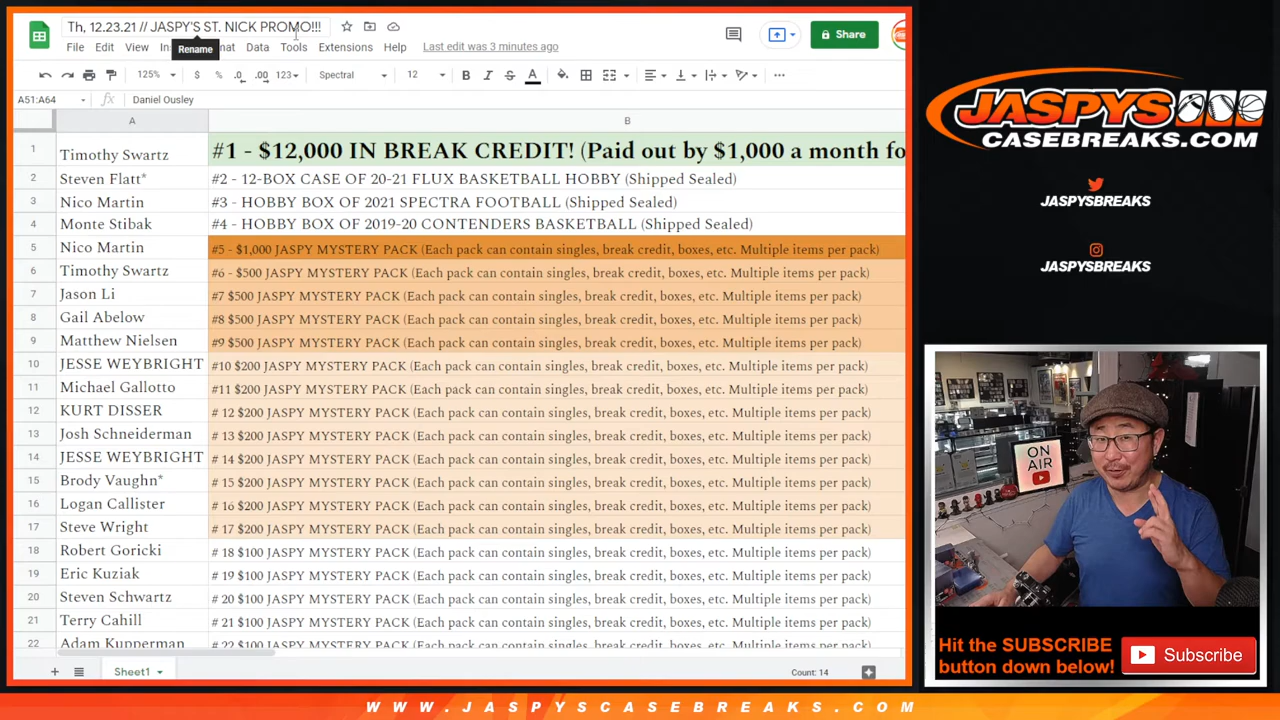 Th, 12.23.21 // JASPY'S ST. NICK PROMO!!!
File Edit View In mat Data Tools Extensions Help Last edit was 3 minutes ago
Rename
Share
125% $ % .0 .00 123 Spectral 12 B I S A
A51:A64 fx Daniel Ousley
A B
1 Timothy Swartz #1 - $12,000 IN BREAK CREDIT! (Paid out by $1,000 a month fo
2 Steven Flatt* #2 - 12-BOX CASE OF 20-21 FLUX BASKETBALL HOBBY (Shipped Sealed)
3 Nico Martin #3 - HOBBY BOX OF 2021 SPECTRA FOOTBALL (Shipped Sealed)
4 Monte Stibak #4 - HOBBY BOX OF 2019-20 CONTENDERS BASKETBALL (Shipped Sealed)
5 Nico Martin #5 - $1,000 JASPY MYSTERY PACK (Each pack can contain singles, break credit, boxes, etc. Multiple items per pack)
6 Timothy Swartz #6 - $500 JASPY MYSTERY PACK (Each pack can contain singles, break credit, boxes, etc. Multiple items per pack)
7 Jason Li #7 $500 JASPY MYSTERY PACK (Each pack can contain singles, break credit, boxes, etc. Multiple items per pack)
8 Gail Abelow #8 $500 JASPY MYSTERY PACK (Each pack can contain singles, break credit, boxes, etc. Multiple items per pack)
9 Matthew Nielsen #9 $500 JASPY MYSTERY PACK (Each pack can contain singles, break credit, boxes, etc. Multiple items per pack)
10 JESSE WEYBRIGHT #10 $200 JASPY MYSTERY PACK (Each pack can contain singles, break credit, boxes, etc. Multiple items per pack)
11 Michael Gallotto #11 $200 JASPY MYSTERY PACK (Each pack can contain singles, break credit, boxes, etc. Multiple items per pack)
12 KURT DISSER # 12 $200 JASPY MYSTERY PACK (Each pack can contain singles, break credit, boxes, etc. Multiple items per pack)
13 Josh Schneiderman # 13 $200 JASPY MYSTERY PACK (Each pack can contain singles, break credit, boxes, etc. Multiple items per pack)
14 JESSE WEYBRIGHT # 14 $200 JASPY MYSTERY PACK (Each pack can contain singles, break credit, boxes, etc. Multiple items per pack)
15 Brody Vaughn* # 15 $200 JASPY MYSTERY PACK (Each pack can contain singles, break credit, boxes, etc. Multiple items per pack)
16 Logan Callister # 16 $200 JASPY MYSTERY PACK (Each pack can contain singles, break credit, boxes, etc. Multiple items per pack)
17 Steve Wright # 17 $200 JASPY MYSTERY PACK (Each pack can contain singles, break credit, boxes, etc. Multiple items per pack)
18 Robert Goricki # 18 $100 JASPY MYSTERY PACK (Each pack can contain singles, break credit, boxes, etc. Multiple items per pack)
19 Eric Kuziak # 19 $100 JASPY MYSTERY PACK (Each pack can contain singles, break credit, boxes, etc. Multiple items per pack)
20 Steven Schwartz # 20 $100 JASPY MYSTERY PACK (Each pack can contain singles, break credit, boxes, etc. Multiple items per pack)
21 Terry Cahill # 21 $100 JASPY MYSTERY PACK (Each pack can contain singles, break credit, boxes, etc. Multiple items per pack)
22 Adam Kupperman # 22 $100 JASPY MYSTERY PACK (Each pack can contain singles, break credit, boxes, etc. Multiple items per pack)
Sheet1 Count: 14
JASPYS
CASEBREAKS.COM
JASPYSBREAKS
JASPYSBREAKS
ON
AIR
Hit the SUBSCRIBE
button down below!
Subscribe
WWW.JASPYSCASEBREAKS.COM